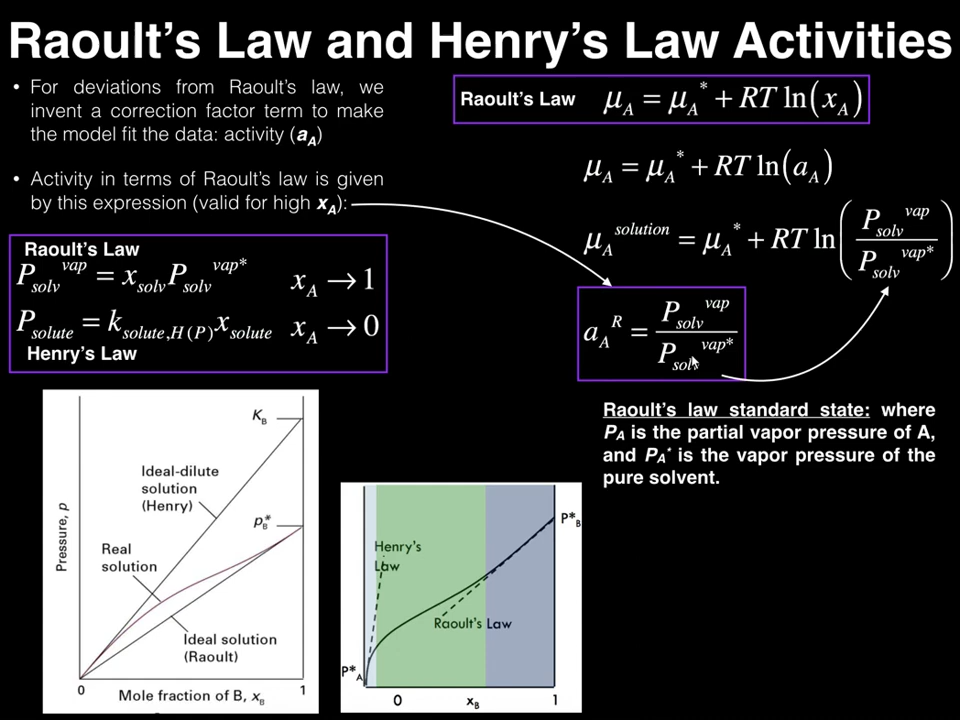 Raoult's Law and Henry's Law Activities
• For deviations from Raoult's law, we
invent a correction factor term to make
the model fit the data: activity (a_A)
• Activity in terms of Raoult's law is given
by this expression (valid for high x_A):
Raoult's Law
P_solv^vap = x_solv P_solv^vap* x_A → 1
P_solute = k_solute,H(P) x_solute x_A → 0
Henry's Law
Raoult's Law μ_A = μ_A^* + RT ln(x_A)
μ_A = μ_A^* + RT ln(a_A)
μ_A^solution = μ_A^* + RT ln(P_solv^vap / P_solv^vap*)
a_A^R = P_solv^vap / P_solv^vap*
Raoult's law standard state: where
P_A is the partial vapor pressure of A,
and P_A^* is the vapor pressure of the
pure solvent.
K_B
Ideal-dilute
solution
(Henry)
p_B^*
Pressure, p
Real
solution
Ideal solution
(Raoult)
0
1
Mole fraction of B, x_B
P*_B
Henry's
Law
Raoult's Law
P*_A
0 x_B 1